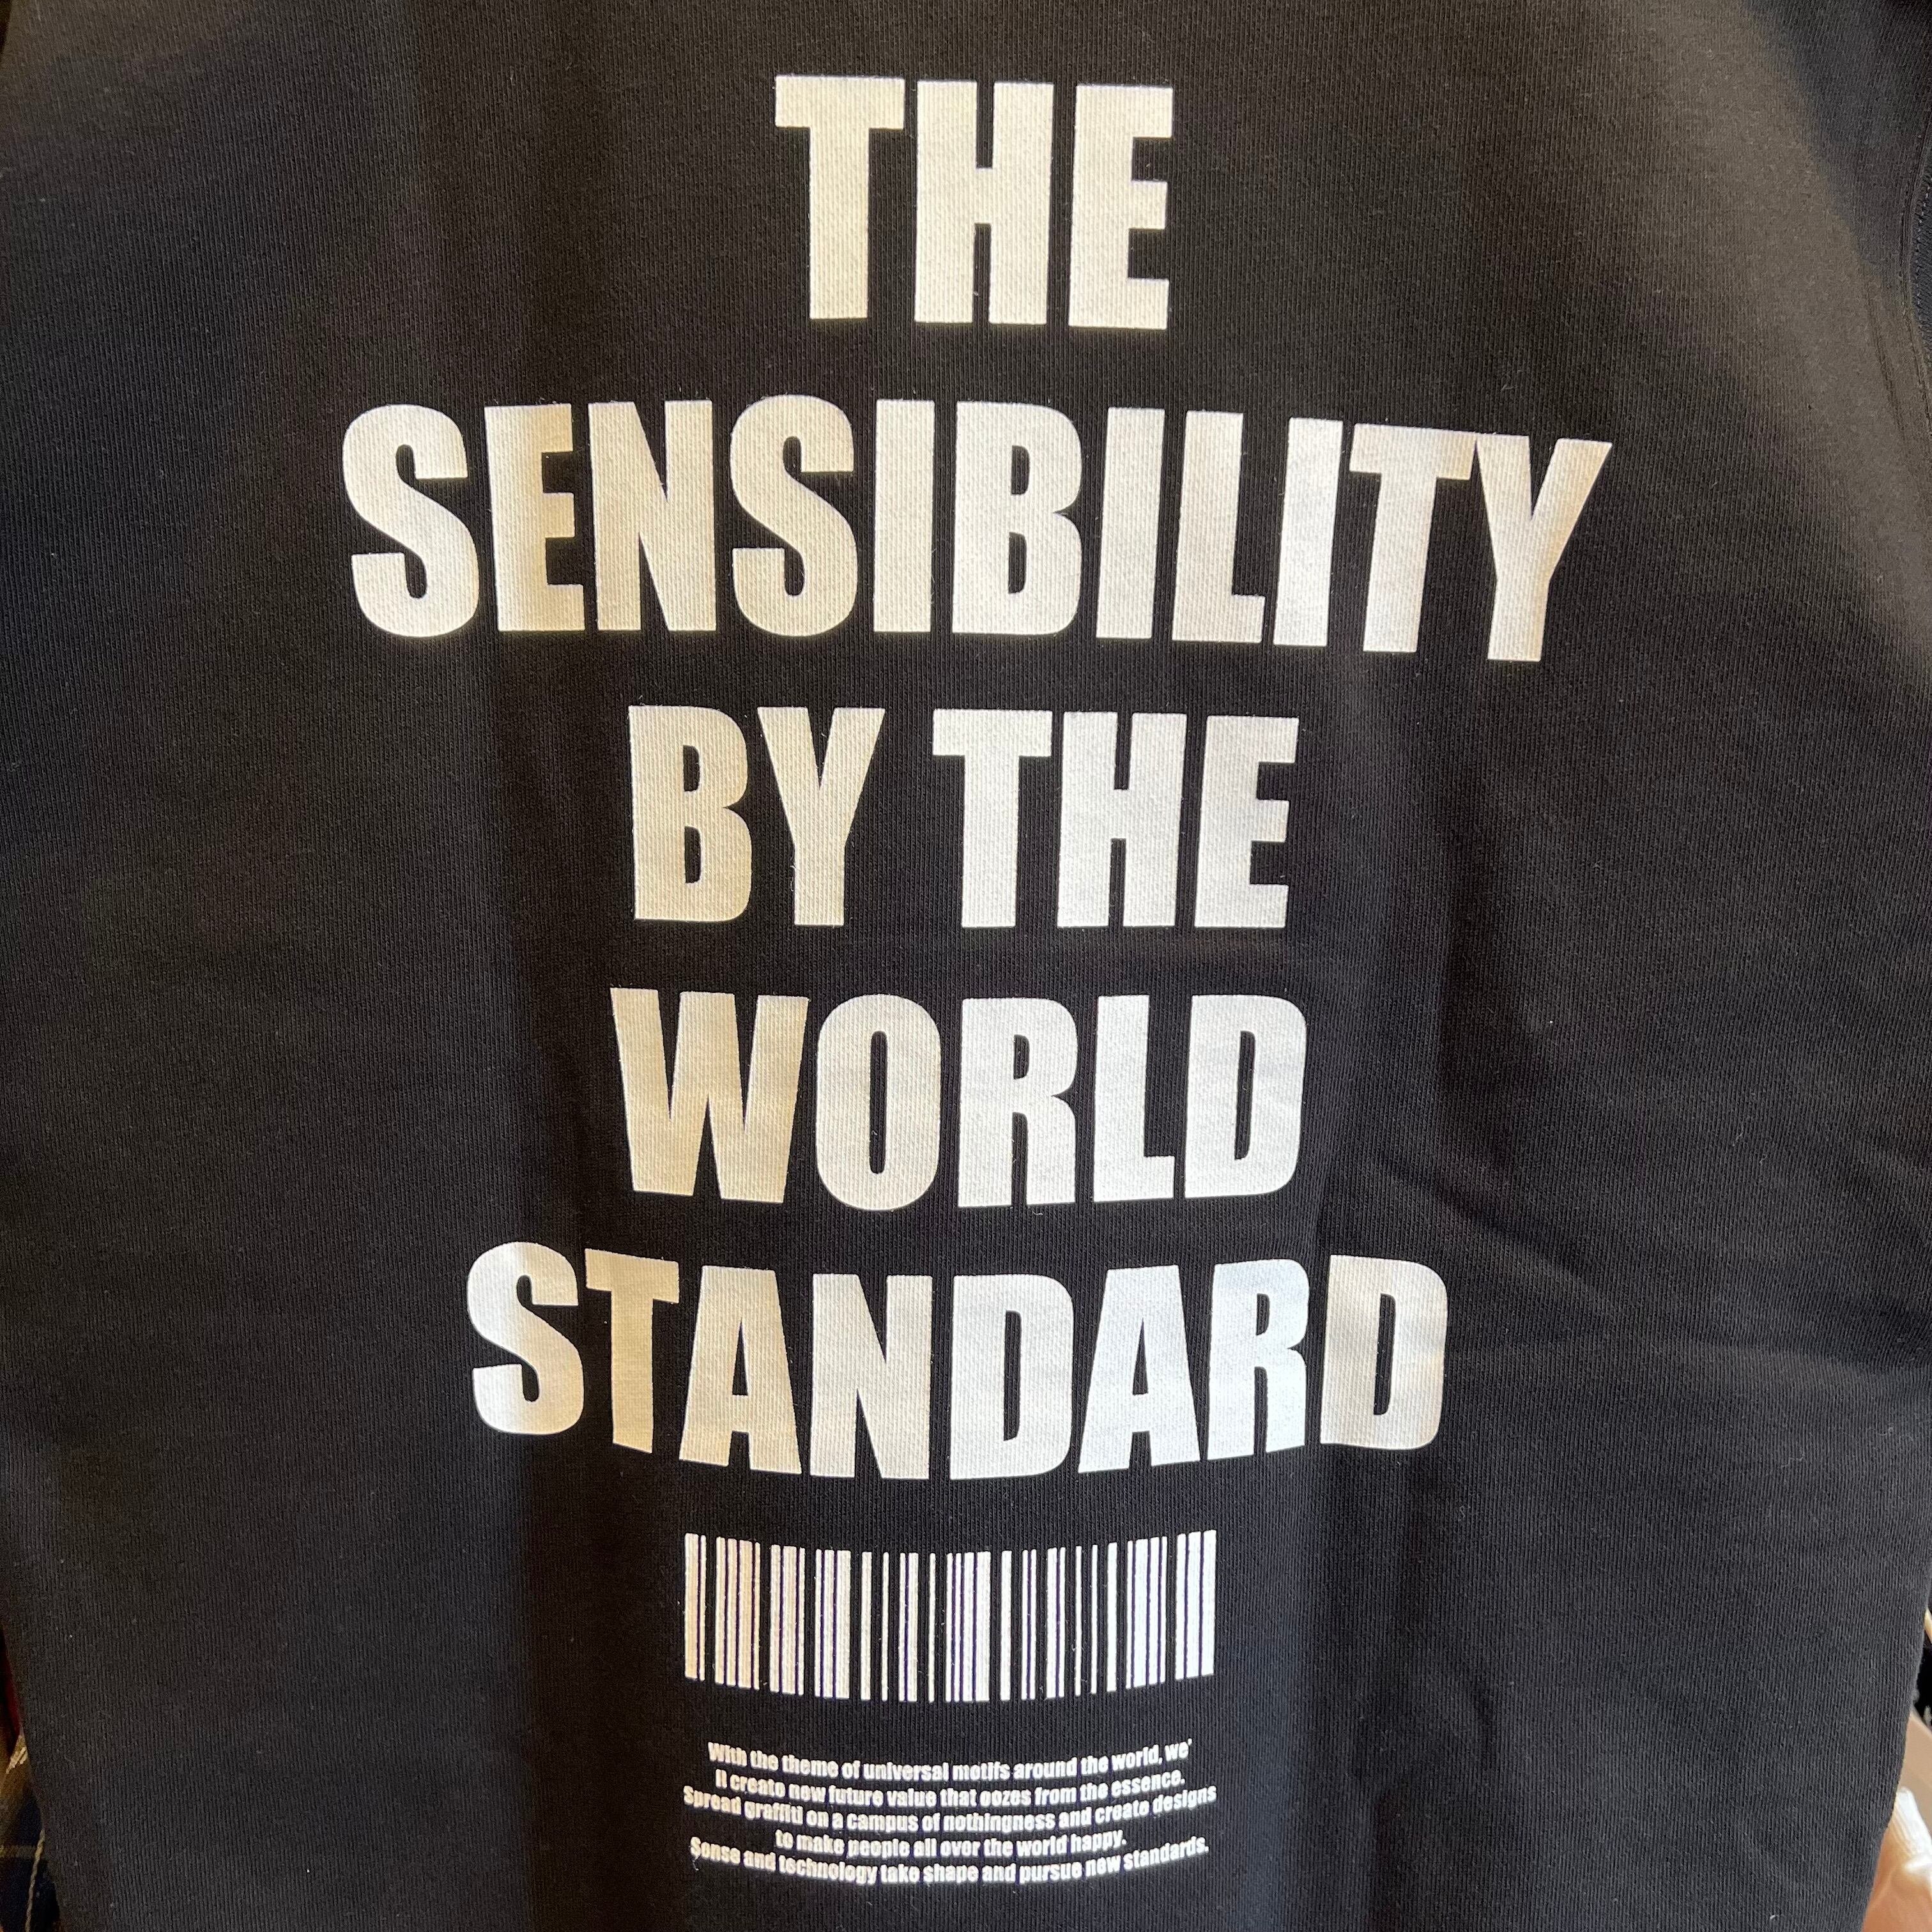 THE
SENSIBILITY
BY THE
WORLD
STANDARD
With the theme of universal motifs around the world, we'
ll create new future value that oozes from the essence.
Spread graffiti on a campus of nothingness and create designs
to make people all over the world happy.
Sense and technology take shape and pursue new standards.